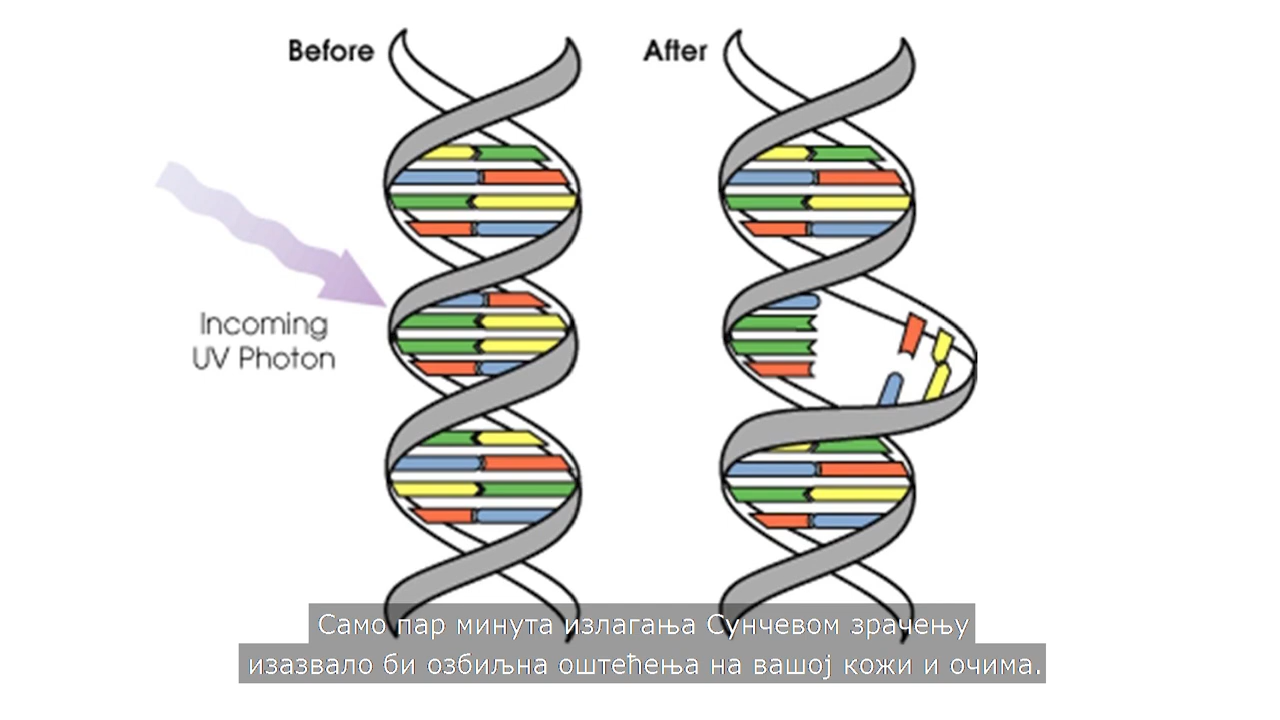 Before
After
Incoming
UV Photon
Само пар минута излагања Сунчевом зрачењу
изазвало би озбиљна оштећења на вашој кожи и очима.